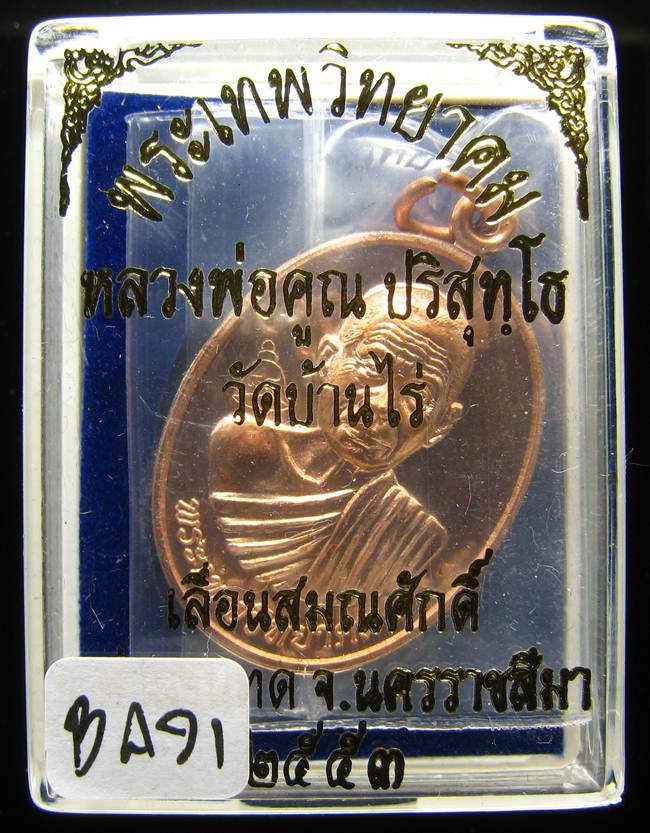 พระเทพวิทยาคม
หลวงพ่อคูณ ปริสุทฺโธ
วัดบ้านไร่
เลื่อนสมณศักดิ์
จ.นครราชสีมา
๒๕๕๓
BA91